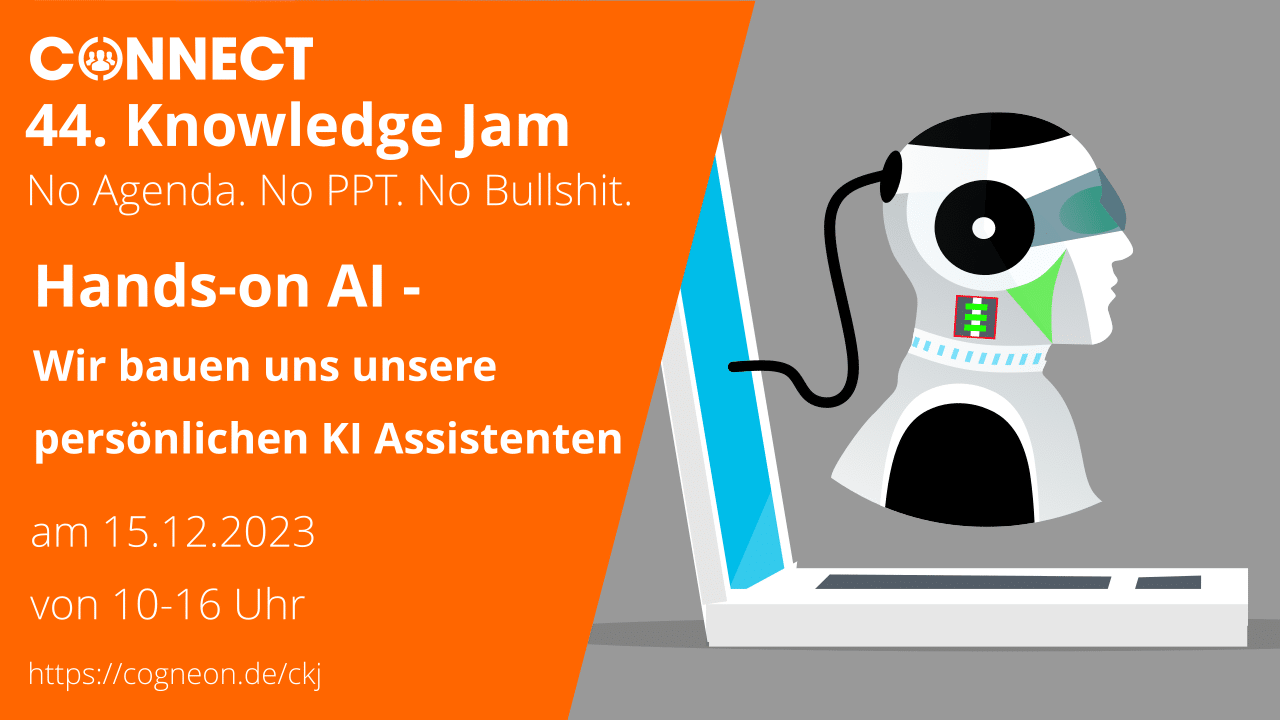 CONNECT
44. Knowledge Jam
No Agenda. No PPT. No Bullshit.
Hands-on AI -
Wir bauen uns unsere
persönlichen KI Assistenten
am 15.12.2023
von 10-16 Uhr
https://cogneon.de/ckj